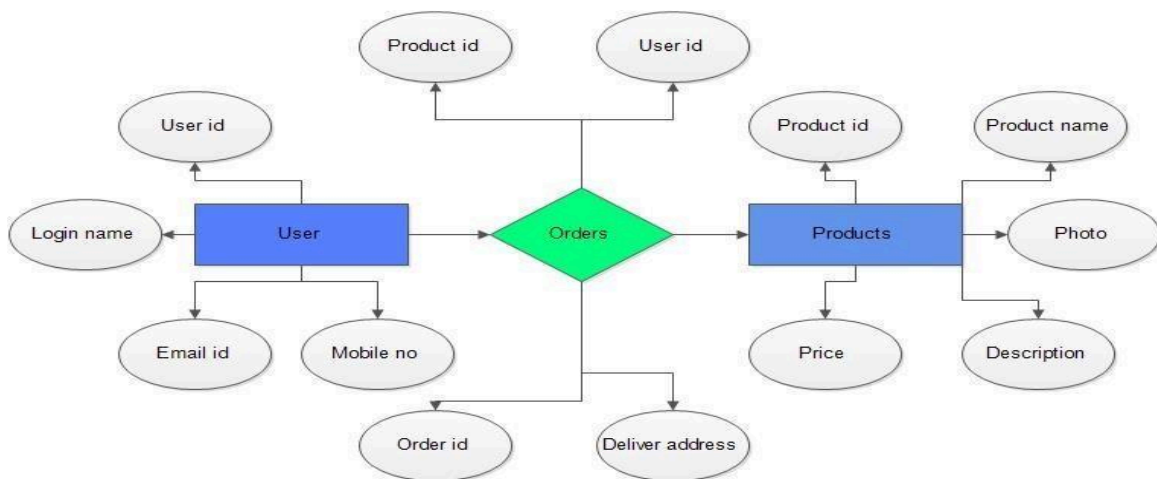 Product id
User id
User id
Product id
Product name
Login name
User
Orders
Products
Photo
Email id
Mobile no
Price
Description
Order id
Deliver address